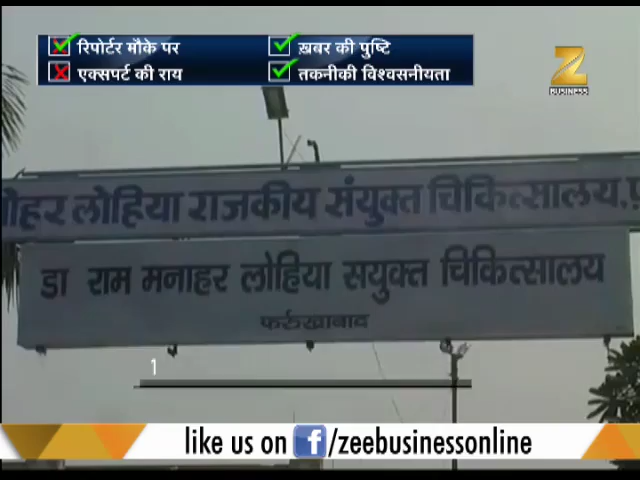 रिपोर्टर मौके पर
ख़बर की पुष्टि
एक्सपर्ट की राय
तकनीकी विश्वसनीयता
Z
BUSINESS
लोहिया राजकीय संयुक्त चिकित्सालय,
डा राम मनाहर लोहिया सयुक्त चिकित्सालय
फर्रुखाबाद
1
like us on f/zeebusinessonline